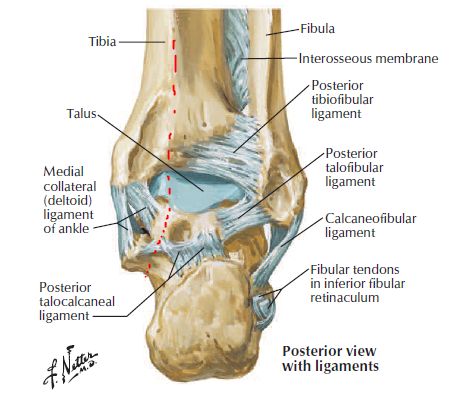 Fibula
Tibia
Interosseous membrane
Posterior
tibiofibular
ligament
Talus
Posterior
talofibular
ligament
Medial
collateral
(deltoid)
ligament
of ankle
Calcaneofibular
ligament
Fibular tendons
in inferior fibular
retinaculum
Posterior
talocalcaneal
ligament
Posterior view
with ligaments
F. Netter
M.D.